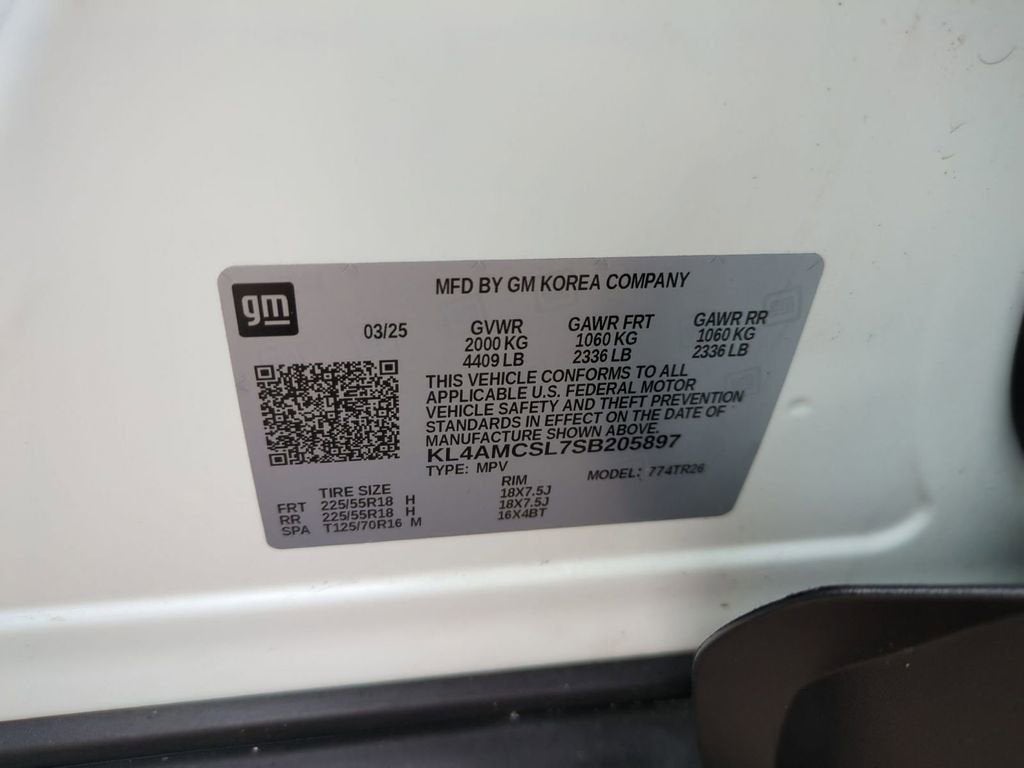 gm
MFD BY GM KOREA COMPANY
03/25 GVWR GAWR FRT GAWR RR
2000 KG 1060 KG 1060 KG
4409 LB 2336 LB 2336 LB
THIS VEHICLE CONFORMS TO ALL
APPLICABLE U.S. FEDERAL MOTOR
VEHICLE SAFETY AND THEFT PREVENTION
STANDARDS IN EFFECT ON THE DATE OF
MANUFACTURE SHOWN ABOVE.
KL4AMCSL7SB205897
TYPE: MPV MODEL: 774TR26
TIRE SIZE RIM
FRT 225/55R18 H 18X7.5J
RR 225/55R18 H 18X7.5J
SPA T125/70R16 M 16X4BT